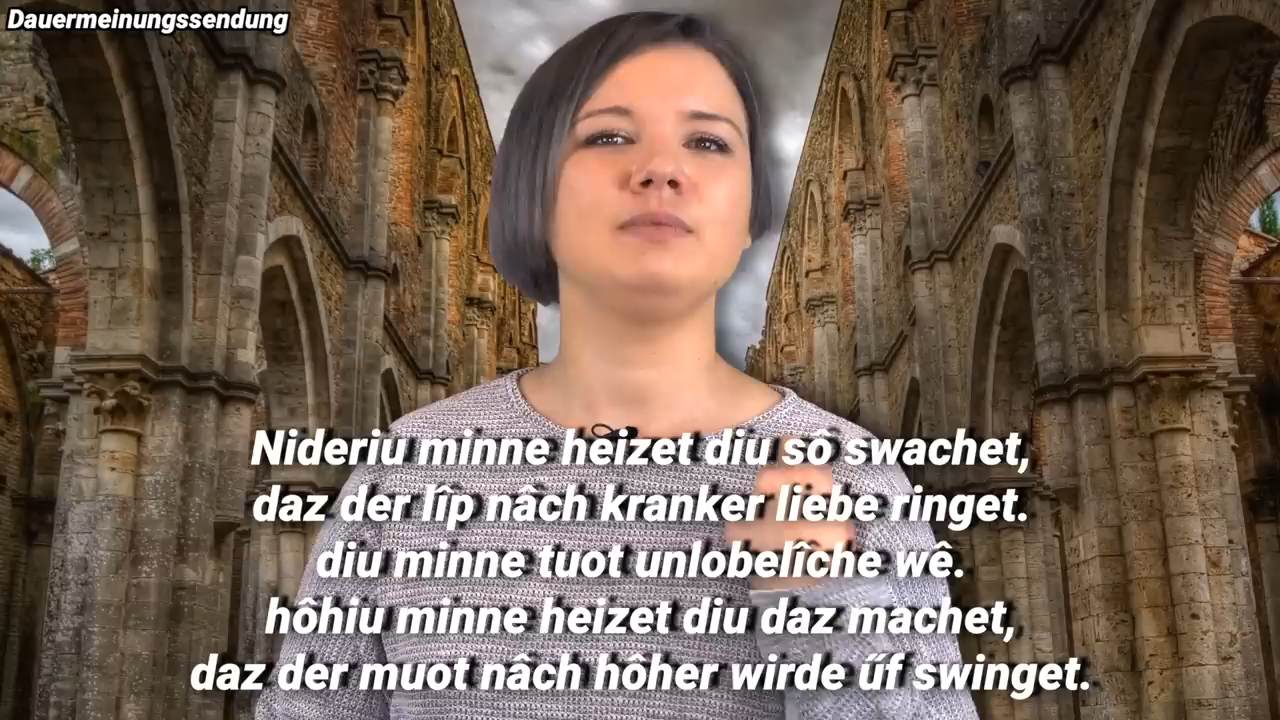 Dauermeinungssendung
Nideriu minne heizet diu sô swachet,
daz der lîp nâch kranker liebe ringet.
diu minne tuot unlobelîche wê.
hôhiu minne heizet diu daz machet,
daz der muot nâch hôher wirde űf swinget.